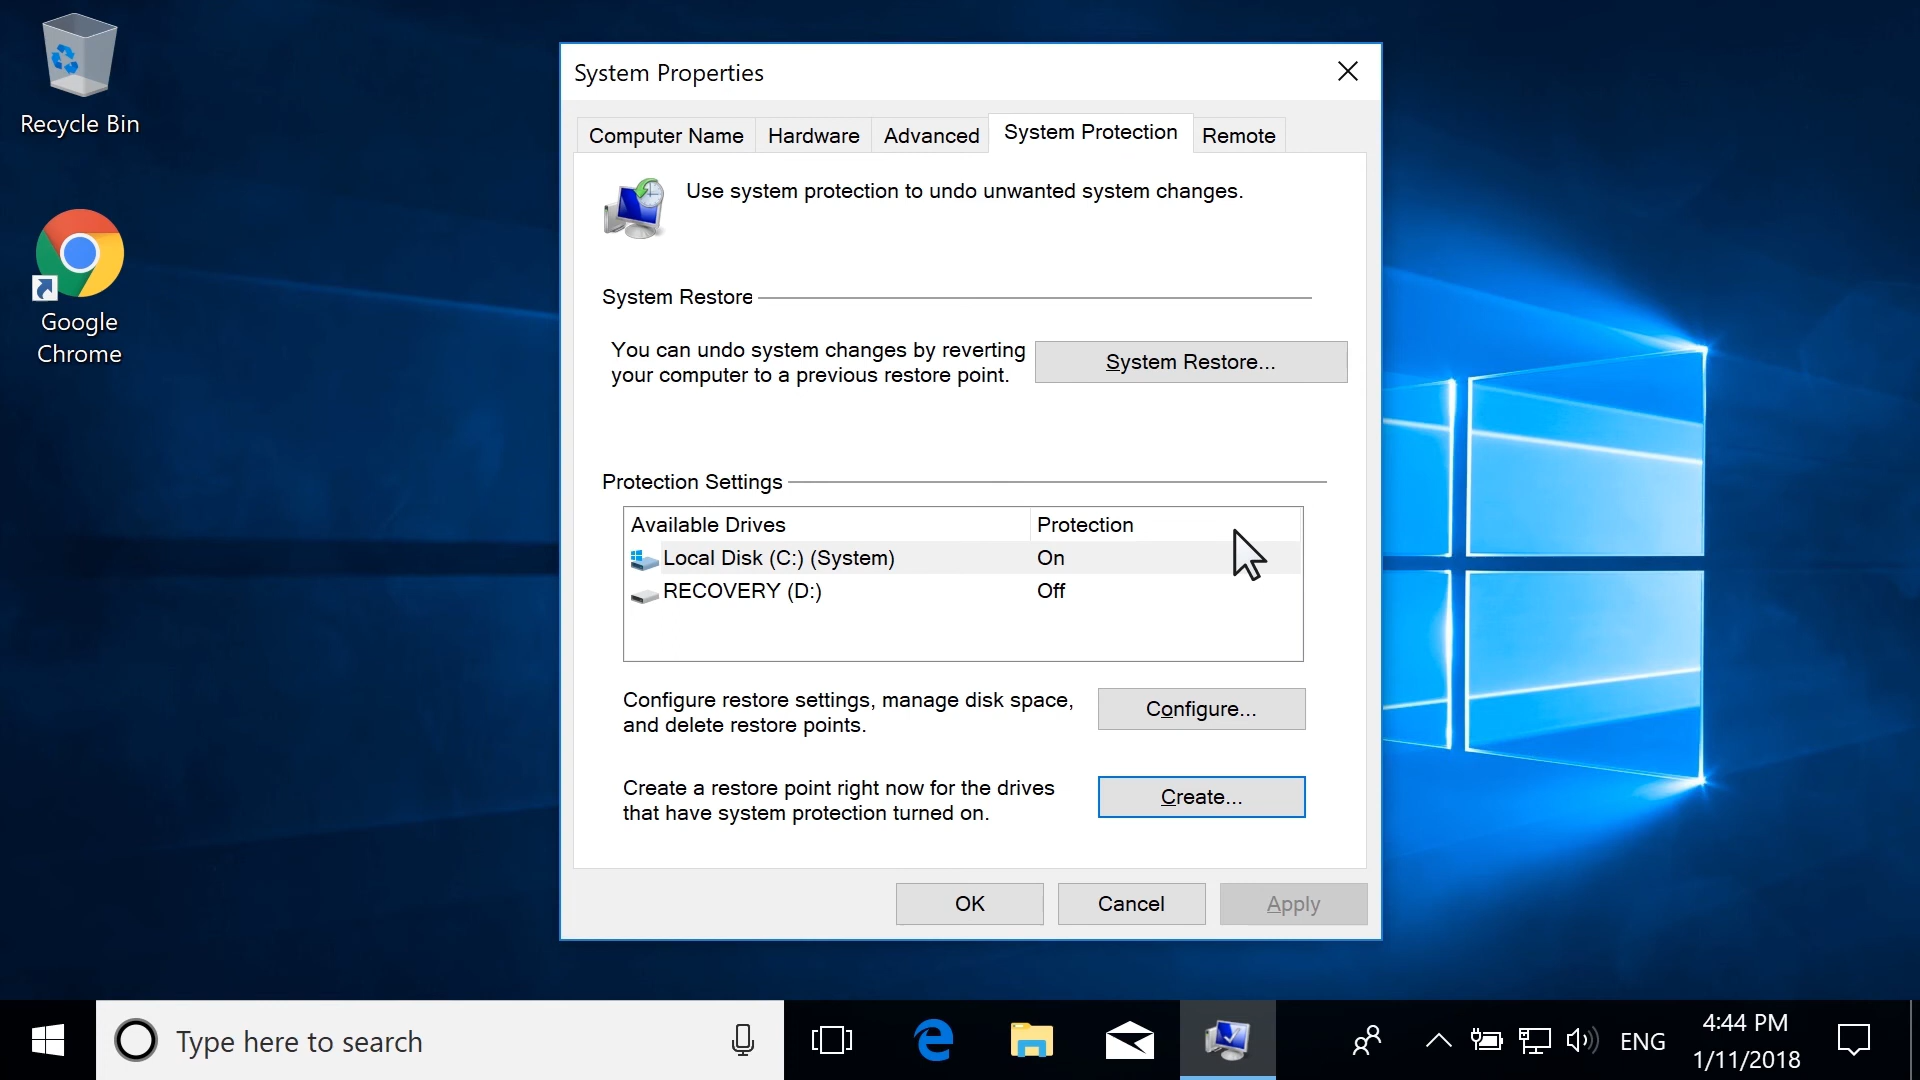 Recycle Bin
Google
Chrome
System Properties
Computer Name
Hardware
Advanced
System Protection
Remote
Use system protection to undo unwanted system changes.
System Restore
You can undo system changes by reverting
your computer to a previous restore point.
System Restore...
Protection Settings
Available Drives
Protection
Local Disk (C:) (System)
On
RECOVERY (D:)
Off
Configure restore settings, manage disk space,
and delete restore points.
Configure...
Create a restore point right now for the drives
that have system protection turned on.
Create...
OK
Cancel
Apply
Type here to search
ENG
4:44 PM
1/11/2018